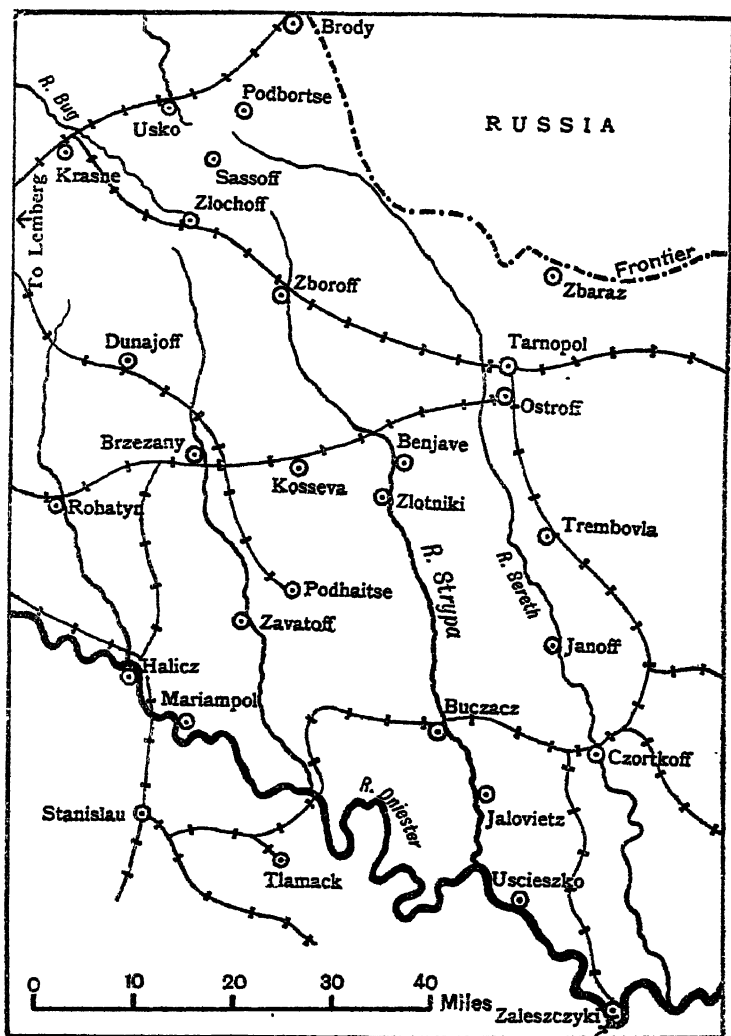 Brody
R. Bug
Podbortse
Usko
RUSSIA
Krasne
Sassoff
To Lemberg
Złochoff
Frontier
Zbaraz
Zboroff
Dunajoff
Tarnopol
Ostroff
Brzezany
Benjave
Kosseva
Rohatyn
Zlotniki
Trembovla
R. Strypa
R. Sereth
Podhaitse
Zavatoff
Janoff
Halicz
Mariampol
Buczacz
Czortkoff
R. Dniester
Stanislau
Jalovietz
Tlamack
Uscieszko
0 10 20 30 40
Miles
Zaleszczyki